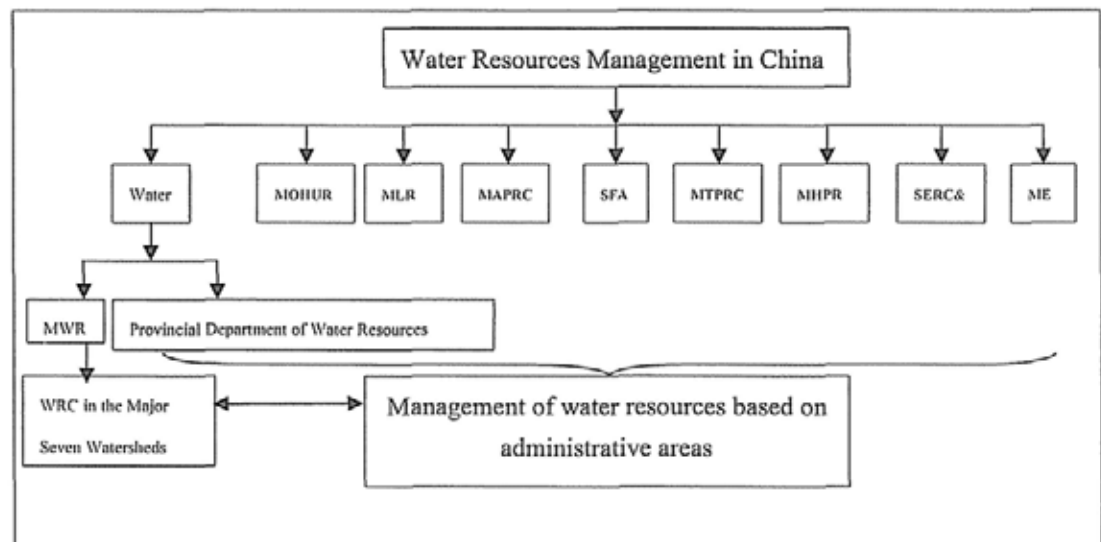 Water Resources Management in China
Water
MOHUR
MLR
MAPRC
SFA
MTPRC
MHPR
SERC&
ME
MWR
Provincial Department of Water Resources
WRC in the Major
Seven Watersheds
Management of water resources based on
administrative areas